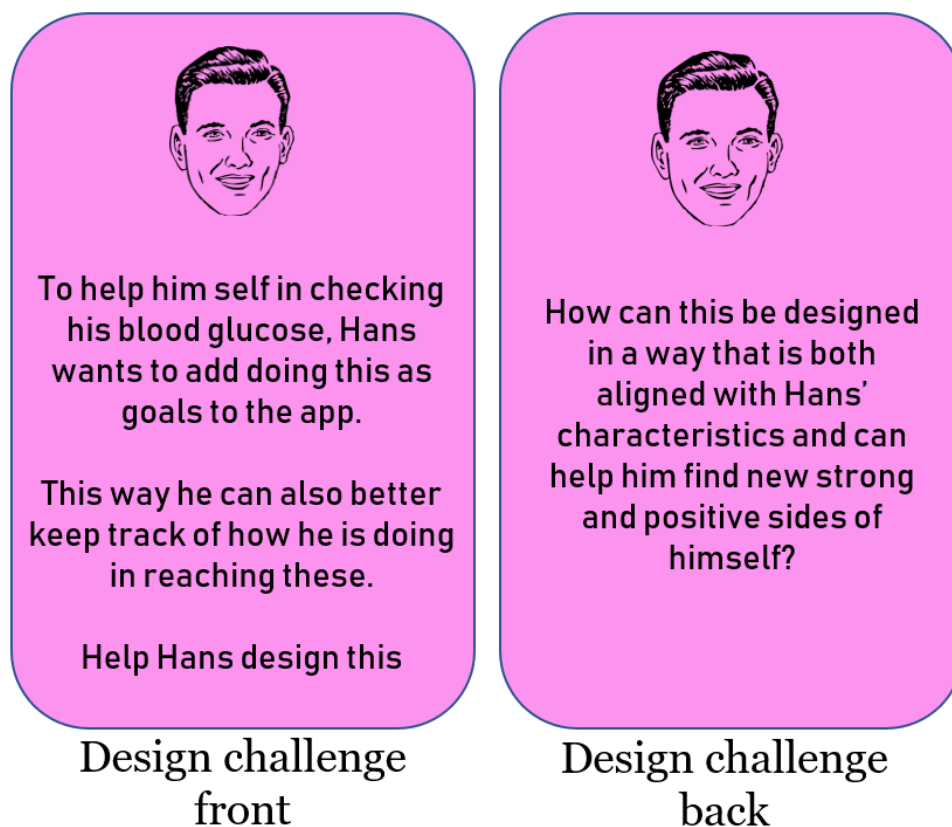 To help him self in checking
his blood glucose, Hans
wants to add doing this as
goals to the app.
This way he can also better
keep track of how he is doing
in reaching these.
Help Hans design this
Design challenge
front
How can this be designed
in a way that is both
aligned with Hans’
characteristics and can
help him find new strong
and positive sides of
himself?
Design challenge
back